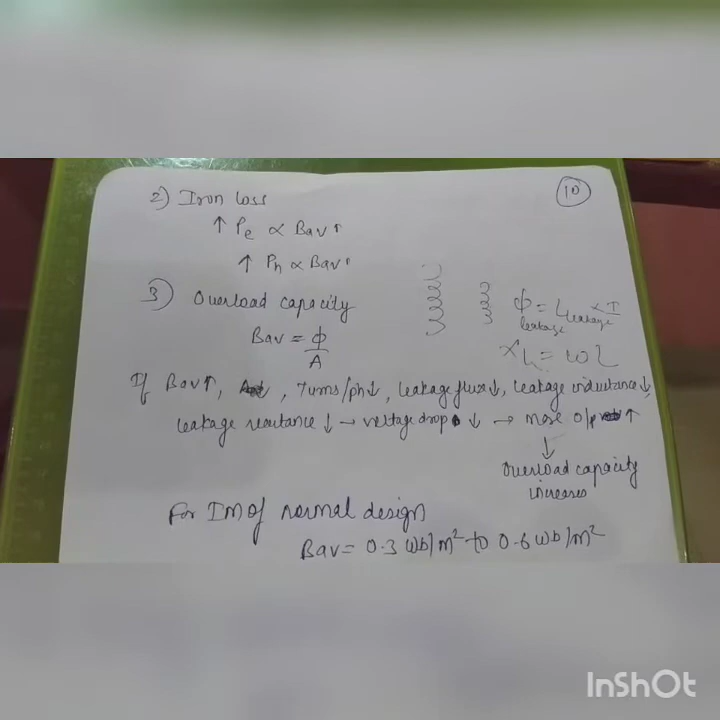 10
2) Iron loss
↑ Pe ∝ Bav↑
↑ Ph ∝ Bav↑
3) Overload capacity
Bav = φ/A
φleakage = Lleakage × I
XL = ωL
If Bav↑, , Turns/ph↓, leakage flux↓, leakage inductance↓,
leakage reactance ↓ → voltage drop ↓ → more o/p ↑
↓
overload capacity
increases
For IM of normal design
Bav = 0.3 wb/m² to 0.6 wb/m²
InShOt